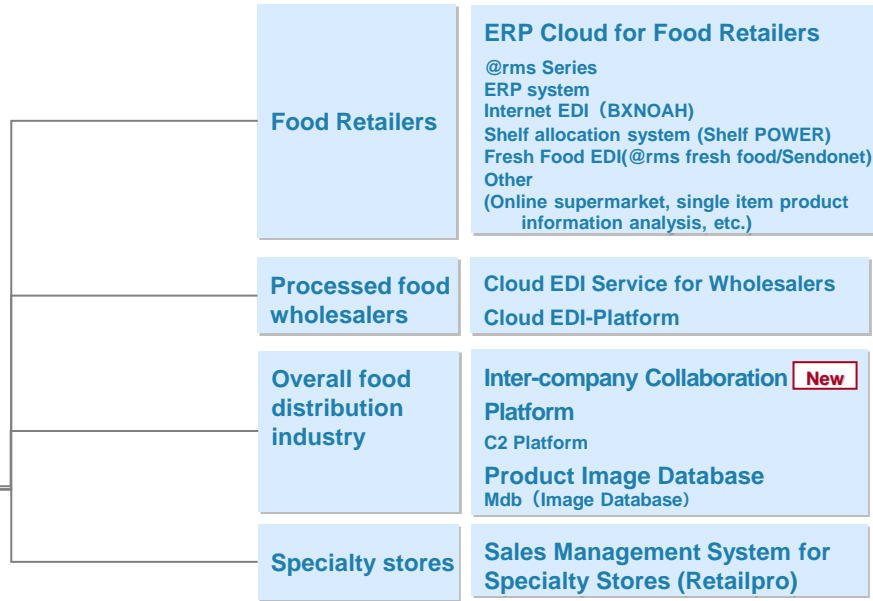 Food Retailers
ERP Cloud for Food Retailers
@rms Series
ERP system
Internet EDI（BXNOAH)
Shelf allocation system (Shelf POWER)
Fresh Food EDI(@rms fresh food/Sendonet)
Other
(Online supermarket, single item product
information analysis, etc.)
Processed food
wholesalers
Cloud EDI Service for Wholesalers
Cloud EDI-Platform
Overall food
distribution
industry
Inter-company Collaboration New
Platform
C2 Platform
Product Image Database
Mdb（Image Database）
Specialty stores
Sales Management System for
Specialty Stores (Retailpro)